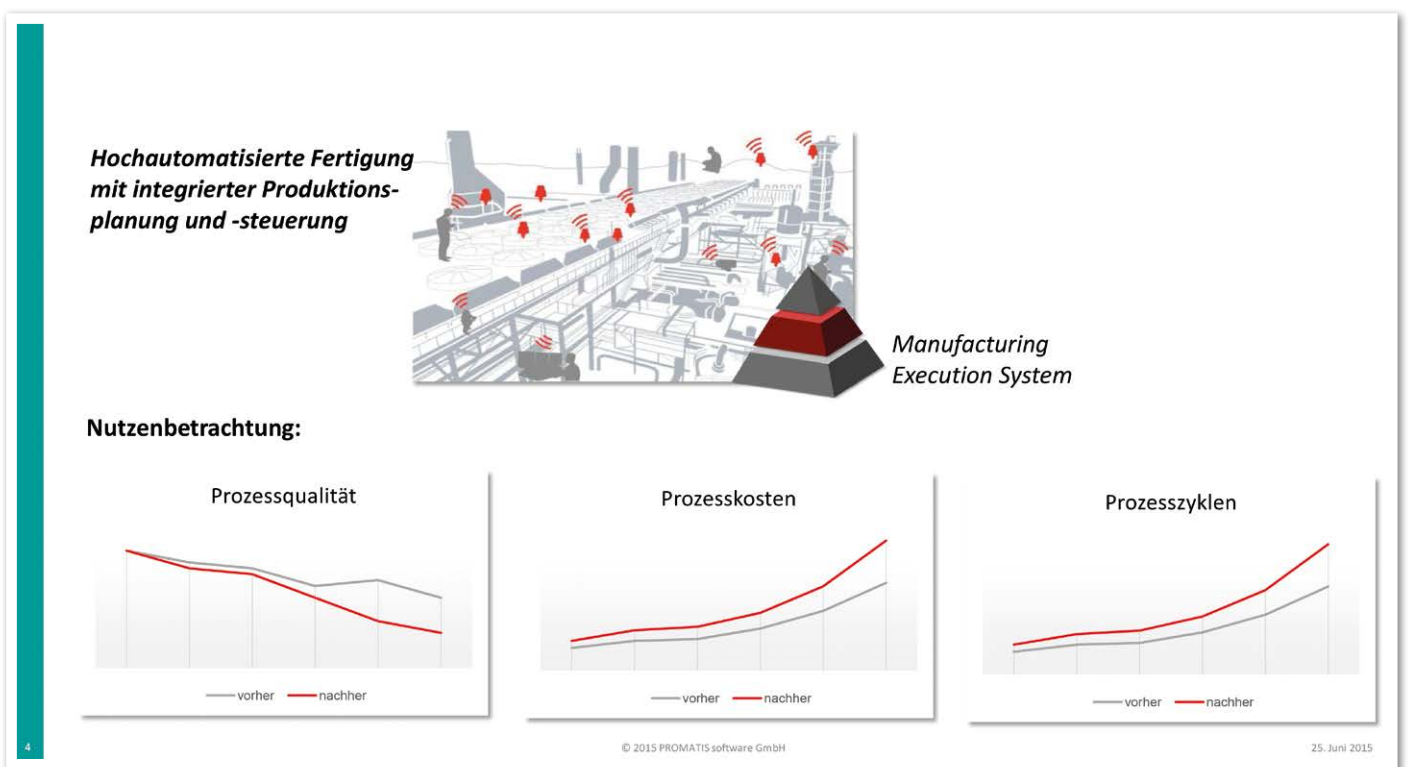 Hochautomatisierte Fertigung
mit integrierter Produktions-
planung und -steuerung
Manufacturing
Execution System
Nutzenbetrachtung:
Prozessqualität
vorher nachher
Prozesskosten
vorher nachher
Prozesszyklen
vorher nachher
4
© 2015 PROMATIS software GmbH
25. Juni 2015